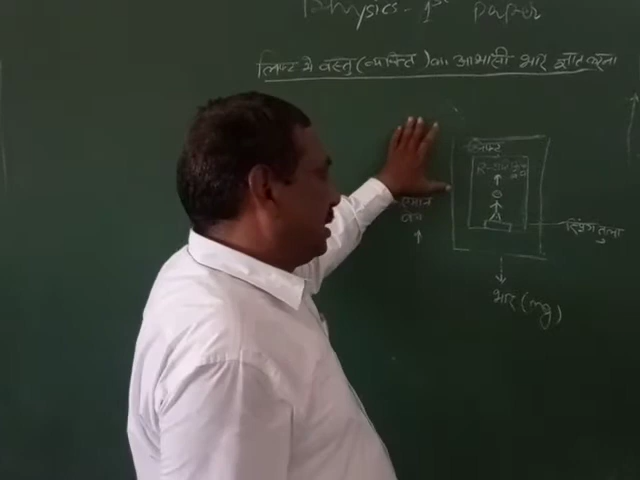 Physics - 1st Paper
लिफ्ट मे वस्तु (व्यक्ति) का आभासी भार ज्ञात करना
लिफ्ट
स्प्रिंग तुला
भार (mg)